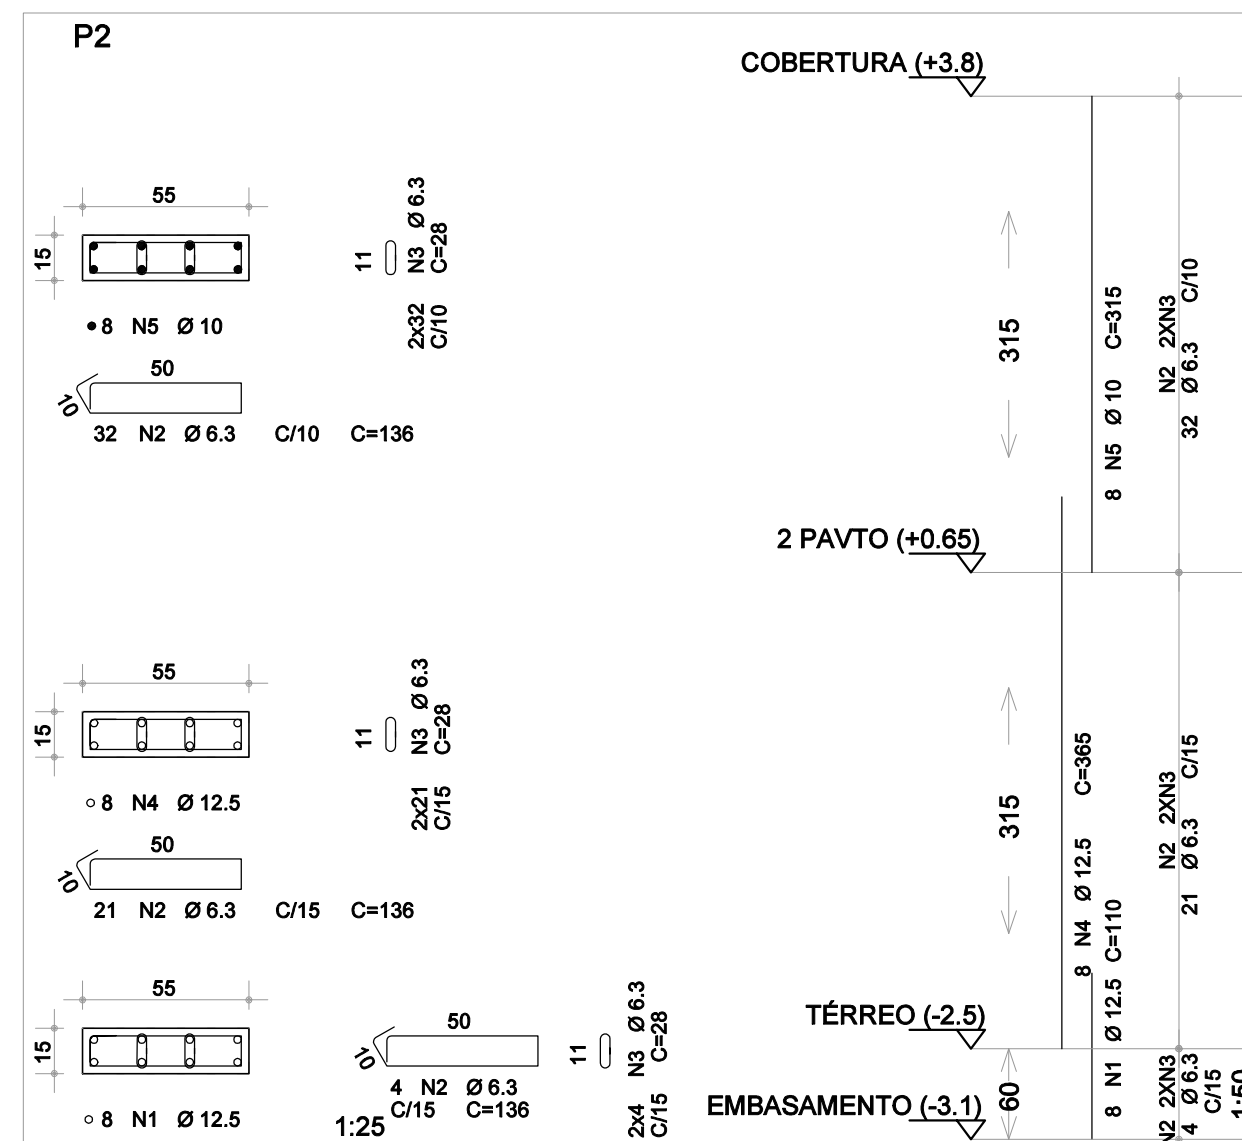 P2
COBERTURA (+3.8)
55
15
8 N5 Ø 10
50
10
32 N2 Ø 6.3 C/10 C=136
11
N3 Ø 6.3
C=28
2x32
C/10
315
8 N5 Ø 10 C=315
N2 2XN3
32 Ø 6.3 C/10
2 PAVTO (+0.65)
55
15
8 N4 Ø 12.5
50
10
21 N2 Ø 6.3 C/15 C=136
11
N3 Ø 6.3
C=28
2x21
C/15
315
8 N4 Ø 12.5 C=365
N2 2XN3
21 Ø 6.3 C/15
TÉRREO (-2.5)
55
15
8 N1 Ø 12.5
50
10
4 N2 Ø 6.3
C/15 C=136
11
N3 Ø 6.3
C=28
2x4
C/15
1:25
60
8 N1 Ø 12.5 C=110
N2 2XN3
4 Ø 6.3
C/15
1:50
EMBASAMENTO (-3.1)